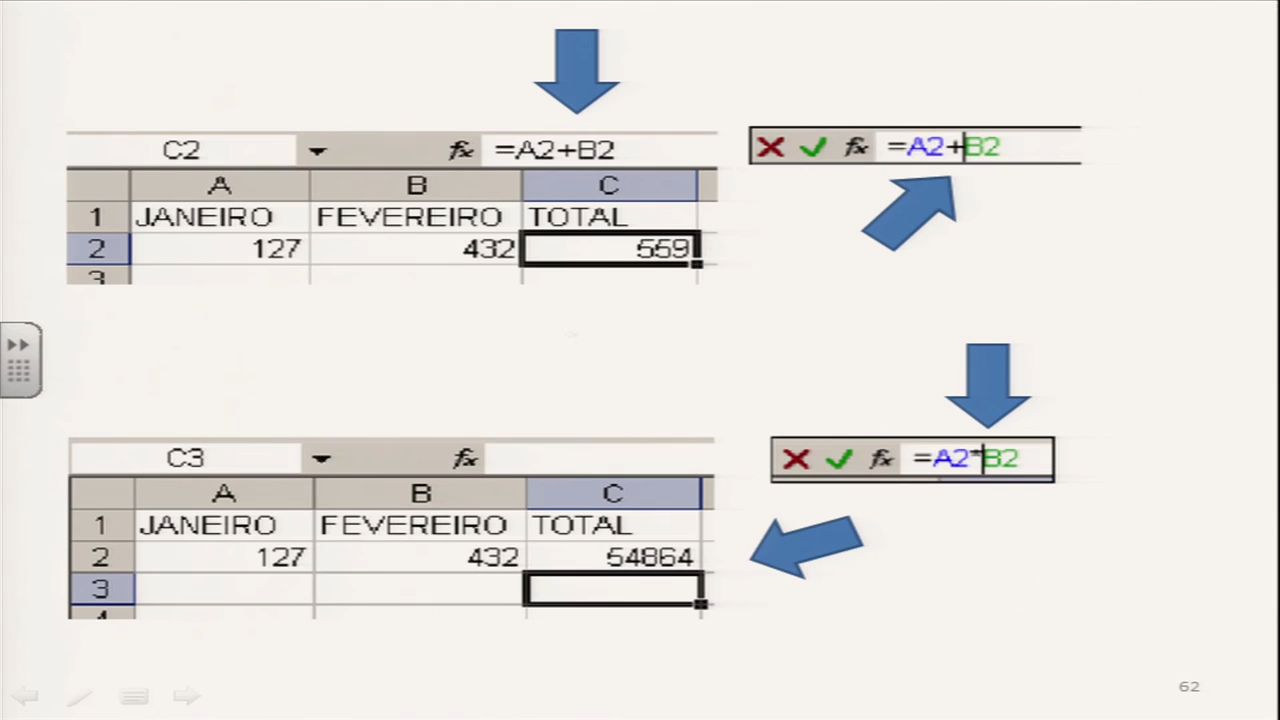 C2 fx =A2+B2
A B C
1 JANEIRO FEVEREIRO TOTAL
2 127 432 559
3
fx =A2+B2
C3 fx
A B C
1 JANEIRO FEVEREIRO TOTAL
2 127 432 54864
3
4
fx =A2*B2
62